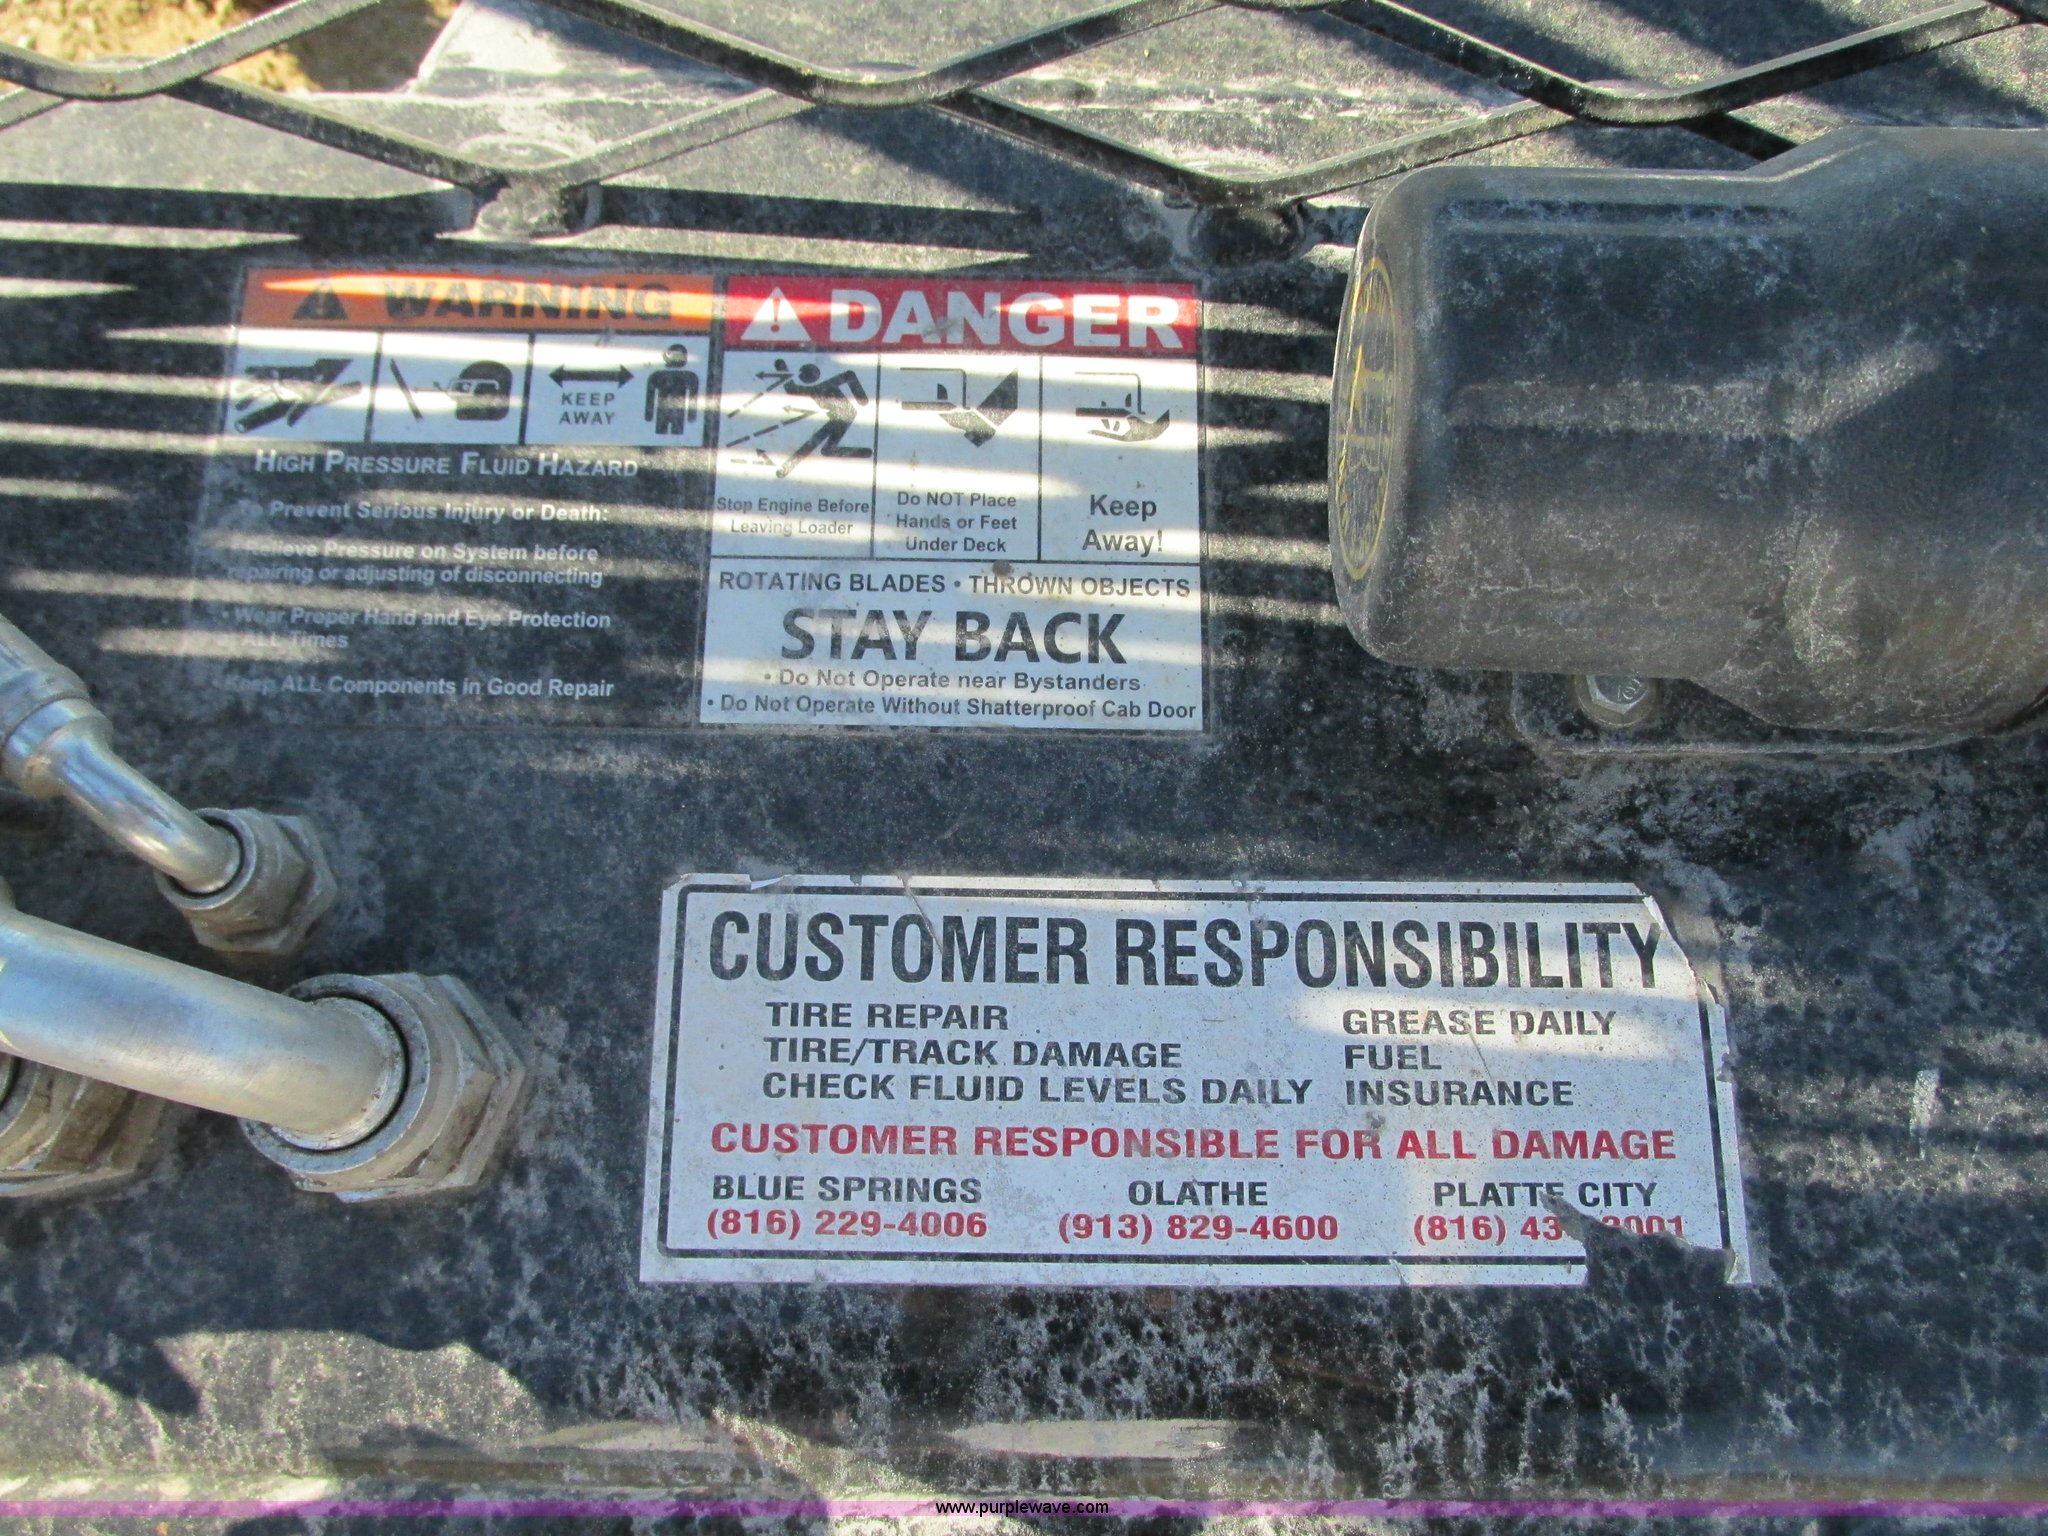 WARNING
KEEP
AWAY
HIGH PRESSURE FLUID HAZARD
To Prevent Serious Injury or Death:
• Relieve Pressure on System before
repairing or adjusting of disconnecting
• Wear Proper Hand and Eye Protection
at ALL Times
• Keep ALL Components in Good Repair
DANGER
Stop Engine Before
Leaving Loader
Do NOT Place
Hands or Feet
Under Deck
Keep
Away!
ROTATING BLADES • THROWN OBJECTS
STAY BACK
• Do Not Operate near Bystanders
• Do Not Operate Without Shatterproof Cab Door
CUSTOMER RESPONSIBILITY
TIRE REPAIR GREASE DAILY
TIRE/TRACK DAMAGE FUEL
CHECK FLUID LEVELS DAILY INSURANCE
CUSTOMER RESPONSIBLE FOR ALL DAMAGE
BLUE SPRINGS OLATHE PLATTE CITY
(816) 229-4006 (913) 829-4600 (816)
www.purplewave.com